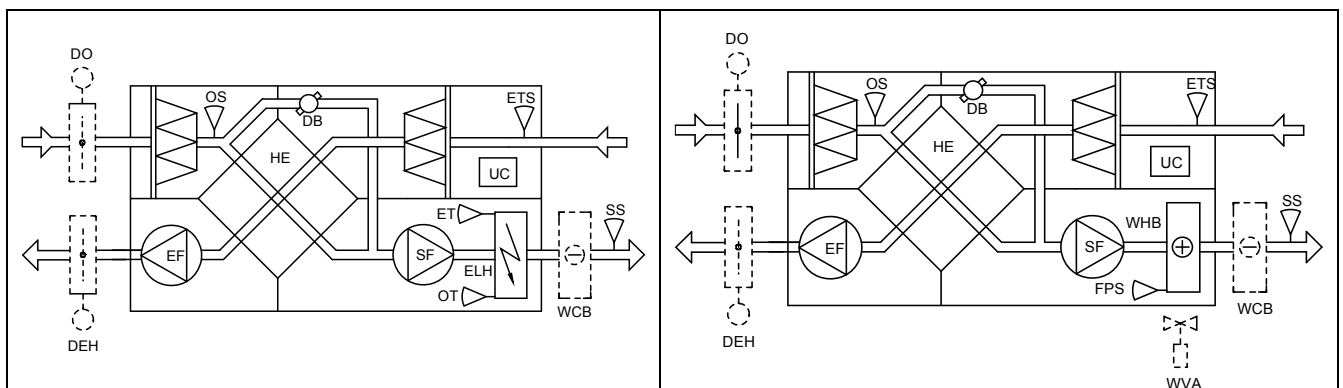 DO
OS
DB
ETS
HE
UC
ET
SS
EF
SF
ELH
OT
WCB
DEH
DO
OS
DB
ETS
HE
UC
SS
WHB
EF
SF
FPS
WCB
DEH
WVA